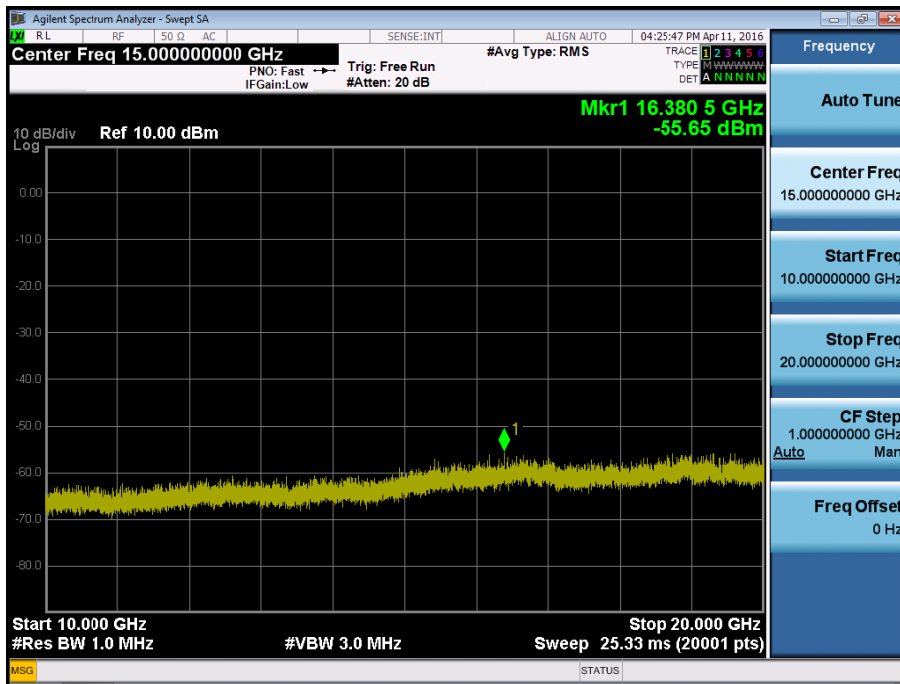 Agilent Spectrum Analyzer - Swept SA
LXI RL RF 50 Ω AC SENSE:INT ALIGN AUTO 04:25:47 PM Apr 11, 2016
Center Freq 15.000000000 GHz
PNO: Fast
IFGain:Low
Trig: Free Run
#Atten: 20 dB
#Avg Type: RMS
TRACE 1 2 3 4 5 6
TYPE M WWWWW
DET A N N N N N
Mkr1 16.380 5 GHz
-55.65 dBm
10 dB/div Ref 10.00 dBm
Log
0.00
-10.0
-20.0
-30.0
-40.0
-50.0
1
-60.0
-70.0
-80.0
Start 10.000 GHz Stop 20.000 GHz
#Res BW 1.0 MHz #VBW 3.0 MHz Sweep 25.33 ms (20001 pts)
MSG STATUS
Frequency
Auto Tune
Center Freq
15.000000000 GHz
Start Freq
10.000000000 GHz
Stop Freq
20.000000000 GHz
CF Step
1.000000000 GHz
Auto Man
Freq Offset
0 Hz